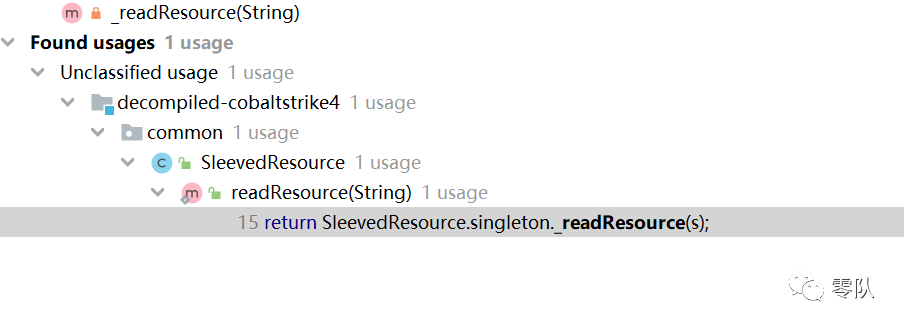 _readResource(String)
Found usages 1 usage
Unclassified usage 1 usage
decompiled-cobaltstrike4 1 usage
common 1 usage
SleevedResource 1 usage
readResource(String) 1 usage
15 return SleevedResource.singleton._readResource(s);
零队